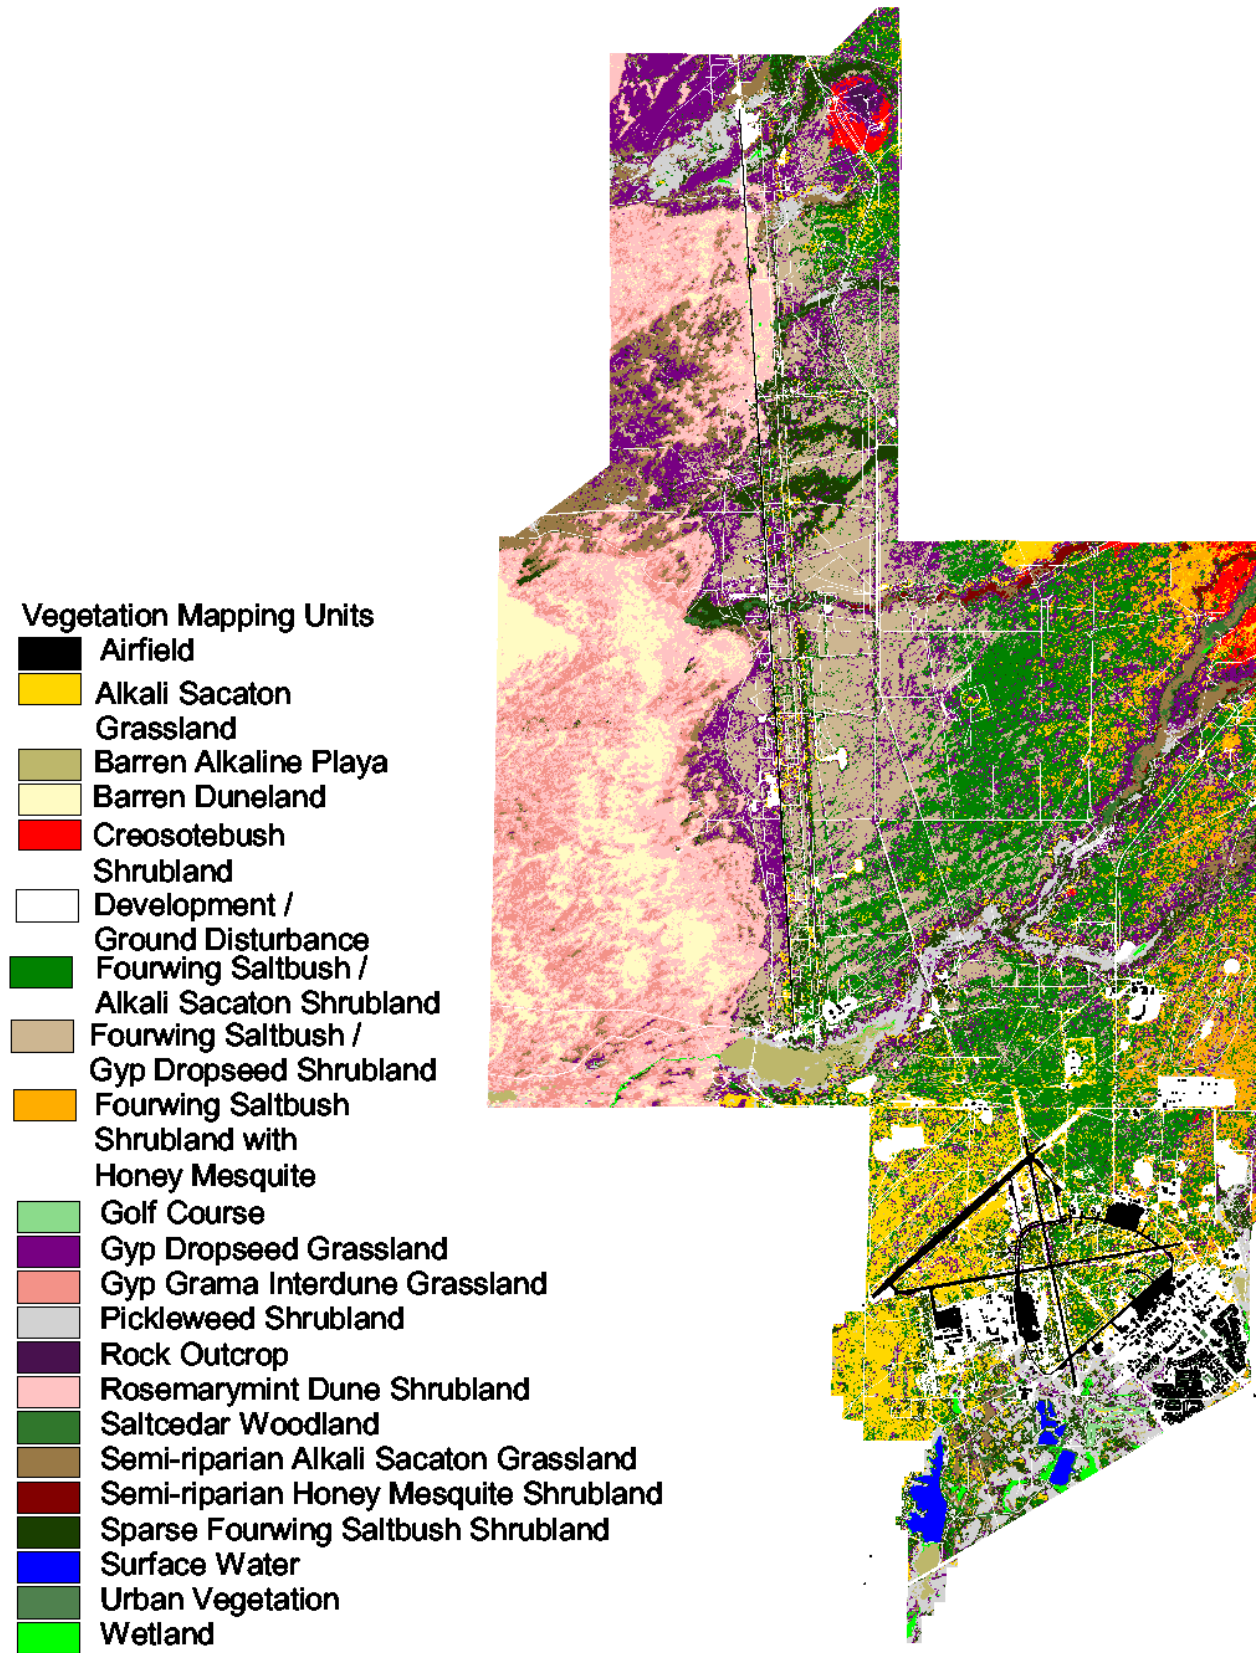 Vegetation Mapping Units
Airfield
Alkali Sacaton
Grassland
Barren Alkaline Playa
Barren Duneland
Creosotebush
Shrubland
Development /
Ground Disturbance
Fourwing Saltbush /
Alkali Sacaton Shrubland
Fourwing Saltbush /
Gyp Dropseed Shrubland
Fourwing Saltbush
Shrubland with
Honey Mesquite
Golf Course
Gyp Dropseed Grassland
Gyp Grama Interdune Grassland
Pickleweed Shrubland
Rock Outcrop
Rosemarymint Dune Shrubland
Saltcedar Woodland
Semi-riparian Alkali Sacaton Grassland
Semi-riparian Honey Mesquite Shrubland
Sparse Fourwing Saltbush Shrubland
Surface Water
Urban Vegetation
Wetland